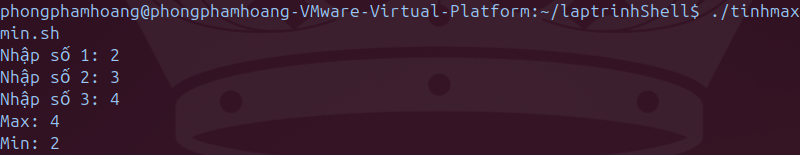 phongphamhoang@phongphamhoang-VMware-Virtual-Platform:~/laptrinhShell$ ./tinhmax
min.sh
Nhập số 1: 2
Nhập số 2: 3
Nhập số 3: 4
Max: 4
Min: 2